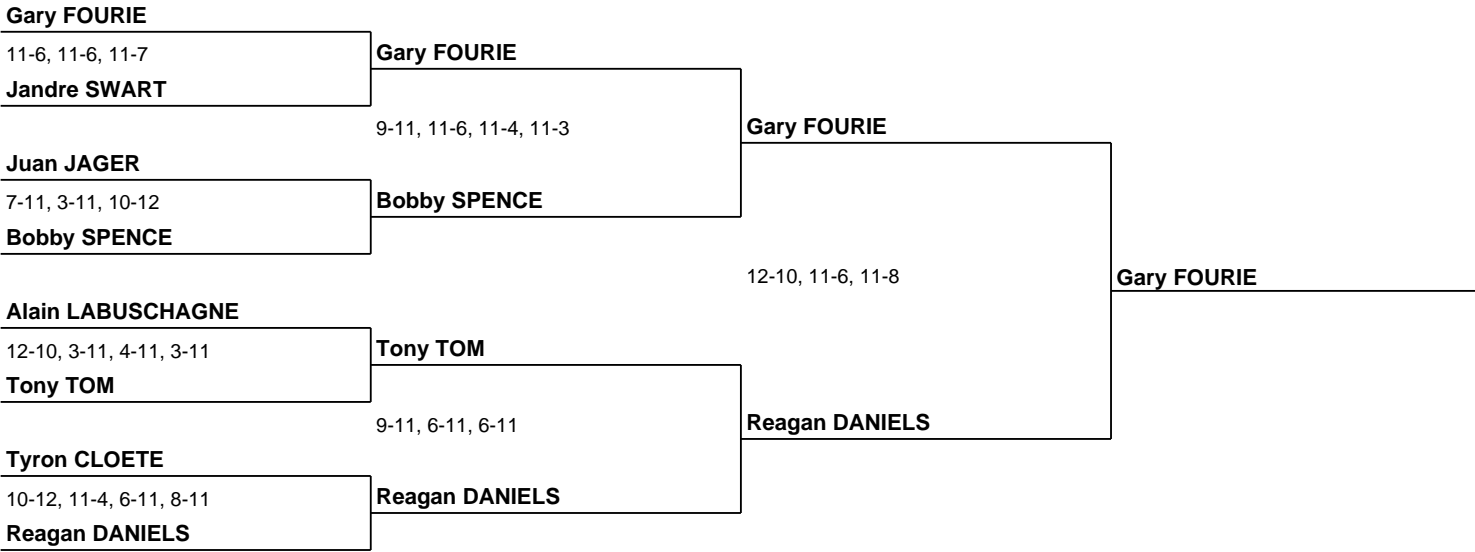 Gary FOURIE
11-6, 11-6, 11-7
Jandre SWART
Juan JAGER
7-11, 3-11, 10-12
Bobby SPENCE
Alain LABUSCHAGNE
12-10, 3-11, 4-11, 3-11
Tony TOM
Tyron CLOETE
10-12, 11-4, 6-11, 8-11
Reagan DANIELS
Gary FOURIE
9-11, 11-6, 11-4, 11-3
Bobby SPENCE
Tony TOM
9-11, 6-11, 6-11
Reagan DANIELS
Gary FOURIE
12-10, 11-6, 11-8
Reagan DANIELS
Gary FOURIE